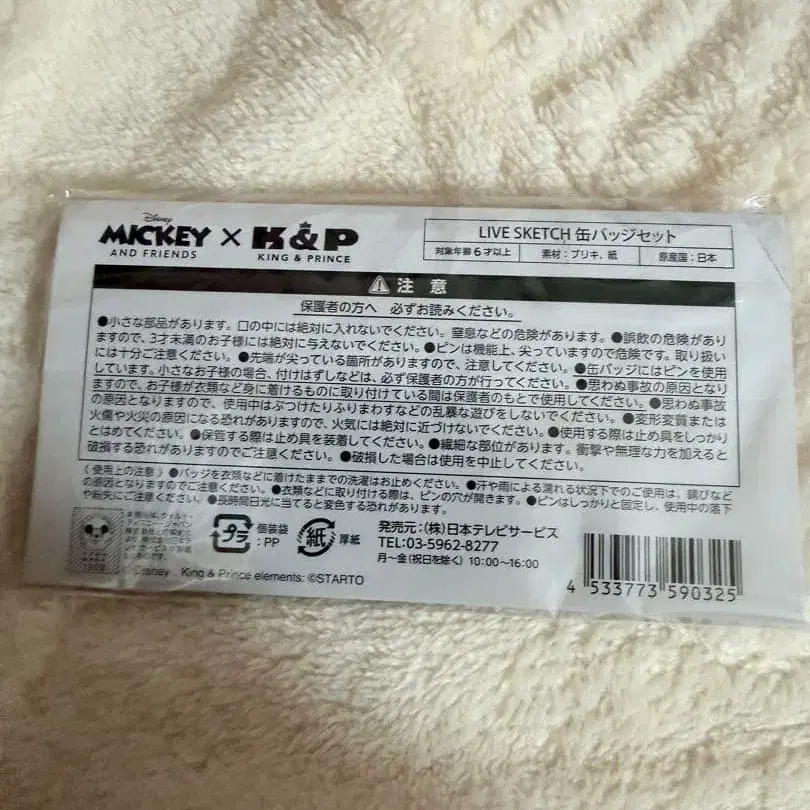 Disney
MICKEY × K&P
AND FRIENDS KING & PRINCE
LIVE SKETCH 缶バッジセット
対象年齢6才以上 素材：ブリキ、紙 原産国：日本
注意
保護者の方へ 必ずお読みください。
●小さな部品があります。口の中には絶対に入れないでください。窒息などの危険があります。●誤飲の危険があり
ますので、3才未満のお子様には絶対に与えないでください。●ピンは機能上、尖っていますので危険です。取り扱い
には十分ご注意ください。●先端が尖っている箇所がありますので、注意してください。●缶バッジにはピンを使用
しています。小さなお子様の場合、付けはずしなどは、必ず保護者の方が行ってください。●思わぬ事故の原因となり
ますので、お子様が衣類など身に着けるものに取り付けている間は保護者のもとで使用してください。●思わぬ事故
の原因となりますので、使用中はぶつけたりふりまわすなどの乱暴な遊びをしないでください。●変形変質または
火傷や火災の原因になる恐れがありますので、火気には絶対に近づけないでください。●使用する際は止め具をしっかり
とはめてください。●保管する際は止め具を装着してください。●繊細な部位があります。衝撃や無理な力を加えると
破損する恐れがありますのでご注意ください。●破損した場合は使用を中止してください。
《使用上の注意》●バッジを衣類などに着けたままでの洗濯はお止めください。●汗や雨による濡れる状況下でのご使用は、錆びなど
の原因となりますのでご注意ください。●衣類などに取り付ける際は、ピンの穴が開きます。●ピンはしっかりと固定し、使用中の落下
や紛失にご注意ください。●長時間日光に当てると変色する恐れがあります。
プラ 個装袋
：PP
紙 厚紙
発売元：(株)日本テレビサービス
TEL:03-5962-8277
月〜金(祝日を除く) 10:00〜16:00
© Disney . King & Prince elements: ©STARTO
4 533773 590325